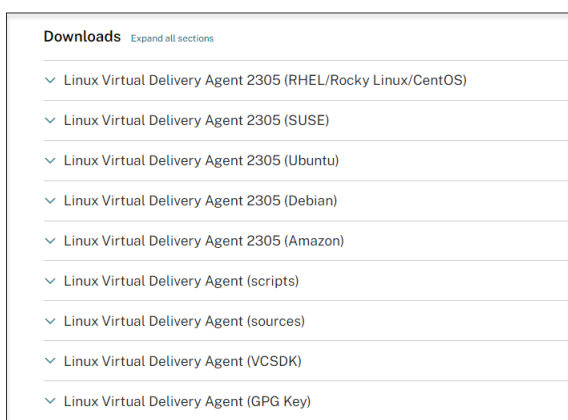 Downloads Expand all sections
Linux Virtual Delivery Agent 2305 (RHEL/Rocky Linux/CentOS)
Linux Virtual Delivery Agent 2305 (SUSE)
Linux Virtual Delivery Agent 2305 (Ubuntu)
Linux Virtual Delivery Agent 2305 (Debian)
Linux Virtual Delivery Agent 2305 (Amazon)
Linux Virtual Delivery Agent (scripts)
Linux Virtual Delivery Agent (sources)
Linux Virtual Delivery Agent (VCSDK)
Linux Virtual Delivery Agent (GPG Key)